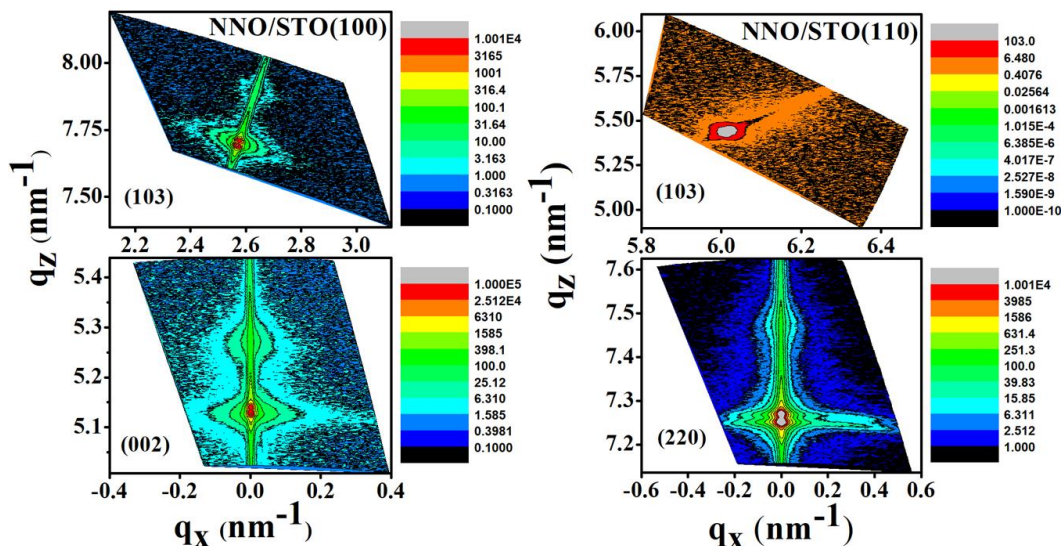 NNO/STO(100)
8.00
7.75
7.50
(103)
2.2 2.4 2.6 2.8 3.0
1.001E4
3165
1001
316.4
100.1
31.64
10.00
3.163
1.000
0.3163
0.1000
NNO/STO(110)
6.00
5.75
5.50
5.25
5.00
(103)
5.8 6.0 6.2 6.4
103.0
6.480
0.4076
0.02564
0.001613
1.015E-4
6.385E-6
4.017E-7
2.527E-8
1.590E-9
1.000E-10
qz (nm-1)
qz (nm-1)
5.4
5.3
5.2
5.1
(002)
-0.4 -0.2 0.0 0.2 0.4
qx (nm-1)
1.000E5
2.512E4
6310
1585
398.1
100.0
25.12
6.310
1.585
0.3981
0.1000
7.6
7.5
7.4
7.3
7.2
(220)
-0.6 -0.4 -0.2 0.0 0.2 0.4 0.6
qx (nm-1)
1.001E4
3985
1586
631.4
251.3
100.0
39.83
15.85
6.311
2.512
1.000